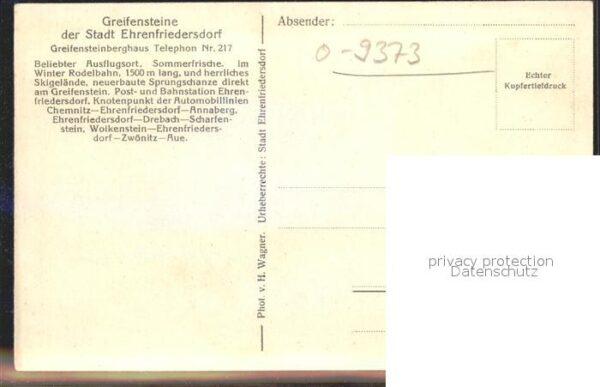 Greifensteine
der Stadt Ehrenfriedersdorf
Greifensteinberghaus Telephon Nr. 217
Beliebter Ausflugsort, Sommerfrische, im
Winter Rodelbahn, 1500 m lang, und herrliches
Skigelände, neuerbaute Sprungschanze direkt
am Greifenstein. Post- und Bahnstation Ehren-
friedersdorf. Knotenpunkt der Automobillinien
Chemnitz—Ehrenfriedersdorf—Annaberg,
Ehrenfriedersdorf—Drebach—Scharfen-
stein, Wolkenstein—Ehrenfrieders-
dorf—Zwönitz—Aue.
Phot. v. H. Wagner. Urheberrechte: Stadt Ehrenfriedersdorf
Absender:
0-9373
Echter
Kupfertiefdruck
privacy protection
Datenschutz